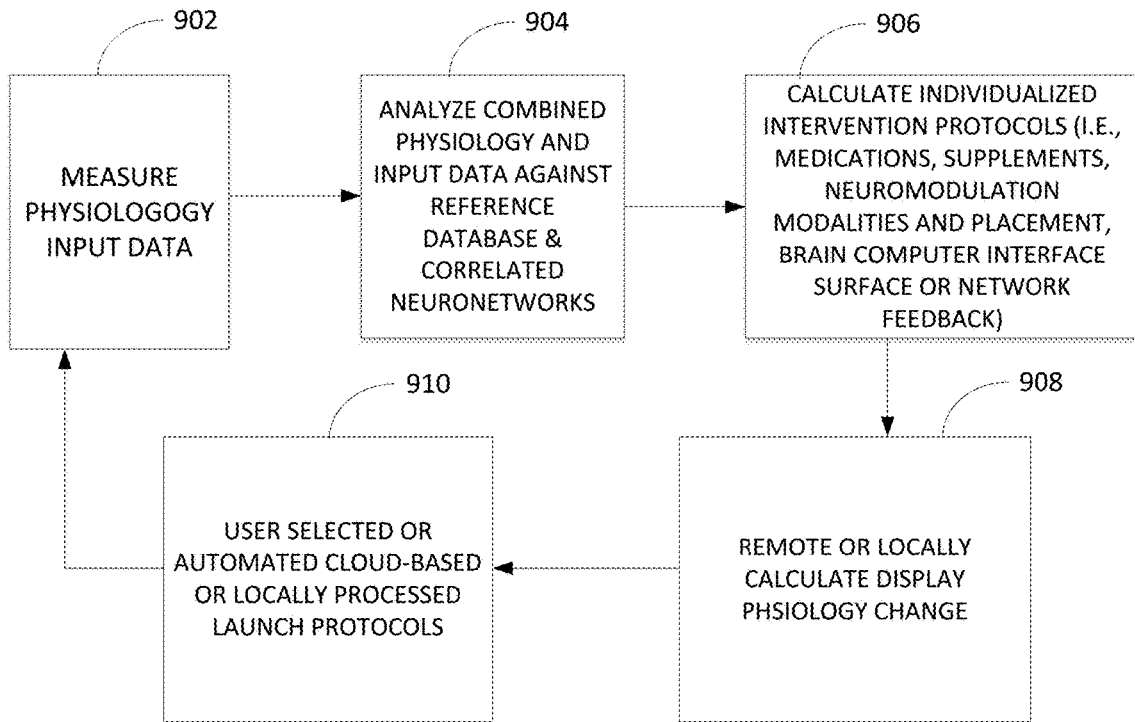 902
MEASURE
PHYSIOLOGOGY
INPUT DATA
904
ANALYZE COMBINED
PHYSIOLOGY AND
INPUT DATA AGAINST
REFERENCE
DATABASE &
CORRELATED
NEURONETWORKS
906
CALCULATE INDIVIDUALIZED
INTERVENTION PROTOCOLS (I.E.,
MEDICATIONS, SUPPLEMENTS,
NEUROMODULATION
MODALITIES AND PLACEMENT,
BRAIN COMPUTER INTERFACE
SURFACE OR NETWORK
FEEDBACK)
908
REMOTE OR LOCALLY
CALCULATE DISPLAY
PHSIOLOGY CHANGE
910
USER SELECTED OR
AUTOMATED CLOUD-BASED
OR LOCALLY PROCESSED
LAUNCH PROTOCOLS